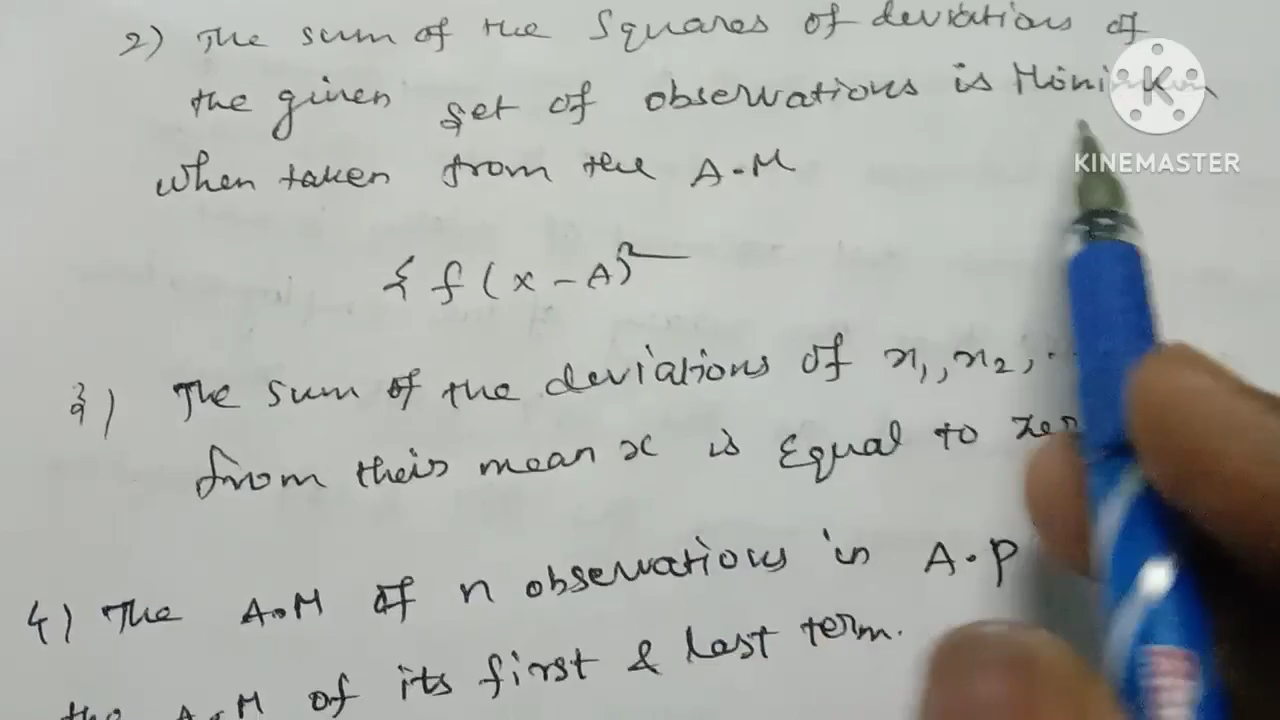 2) The sum of the Squares of deviations of
the given set of observations is
when taken from the A.M
Σ f (x - A)²
3) The sum of the deviations of x₁, x₂, ..
from their mean x is Equal to
4) The A.M of n observations in A.P
the A.M of its first & last term.
K
KINEMASTER